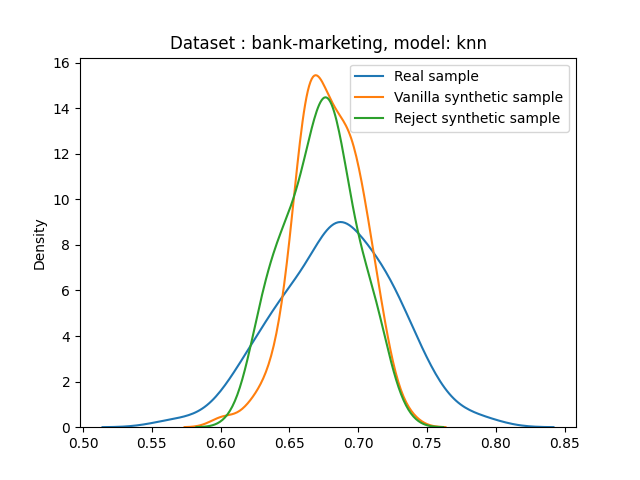 Dataset : bank-marketing, model: knn
Real sample
Vanilla synthetic sample
Reject synthetic sample
Density
16
14
12
10
8
6
4
2
0
0.50 0.55 0.60 0.65 0.70 0.75 0.80 0.85